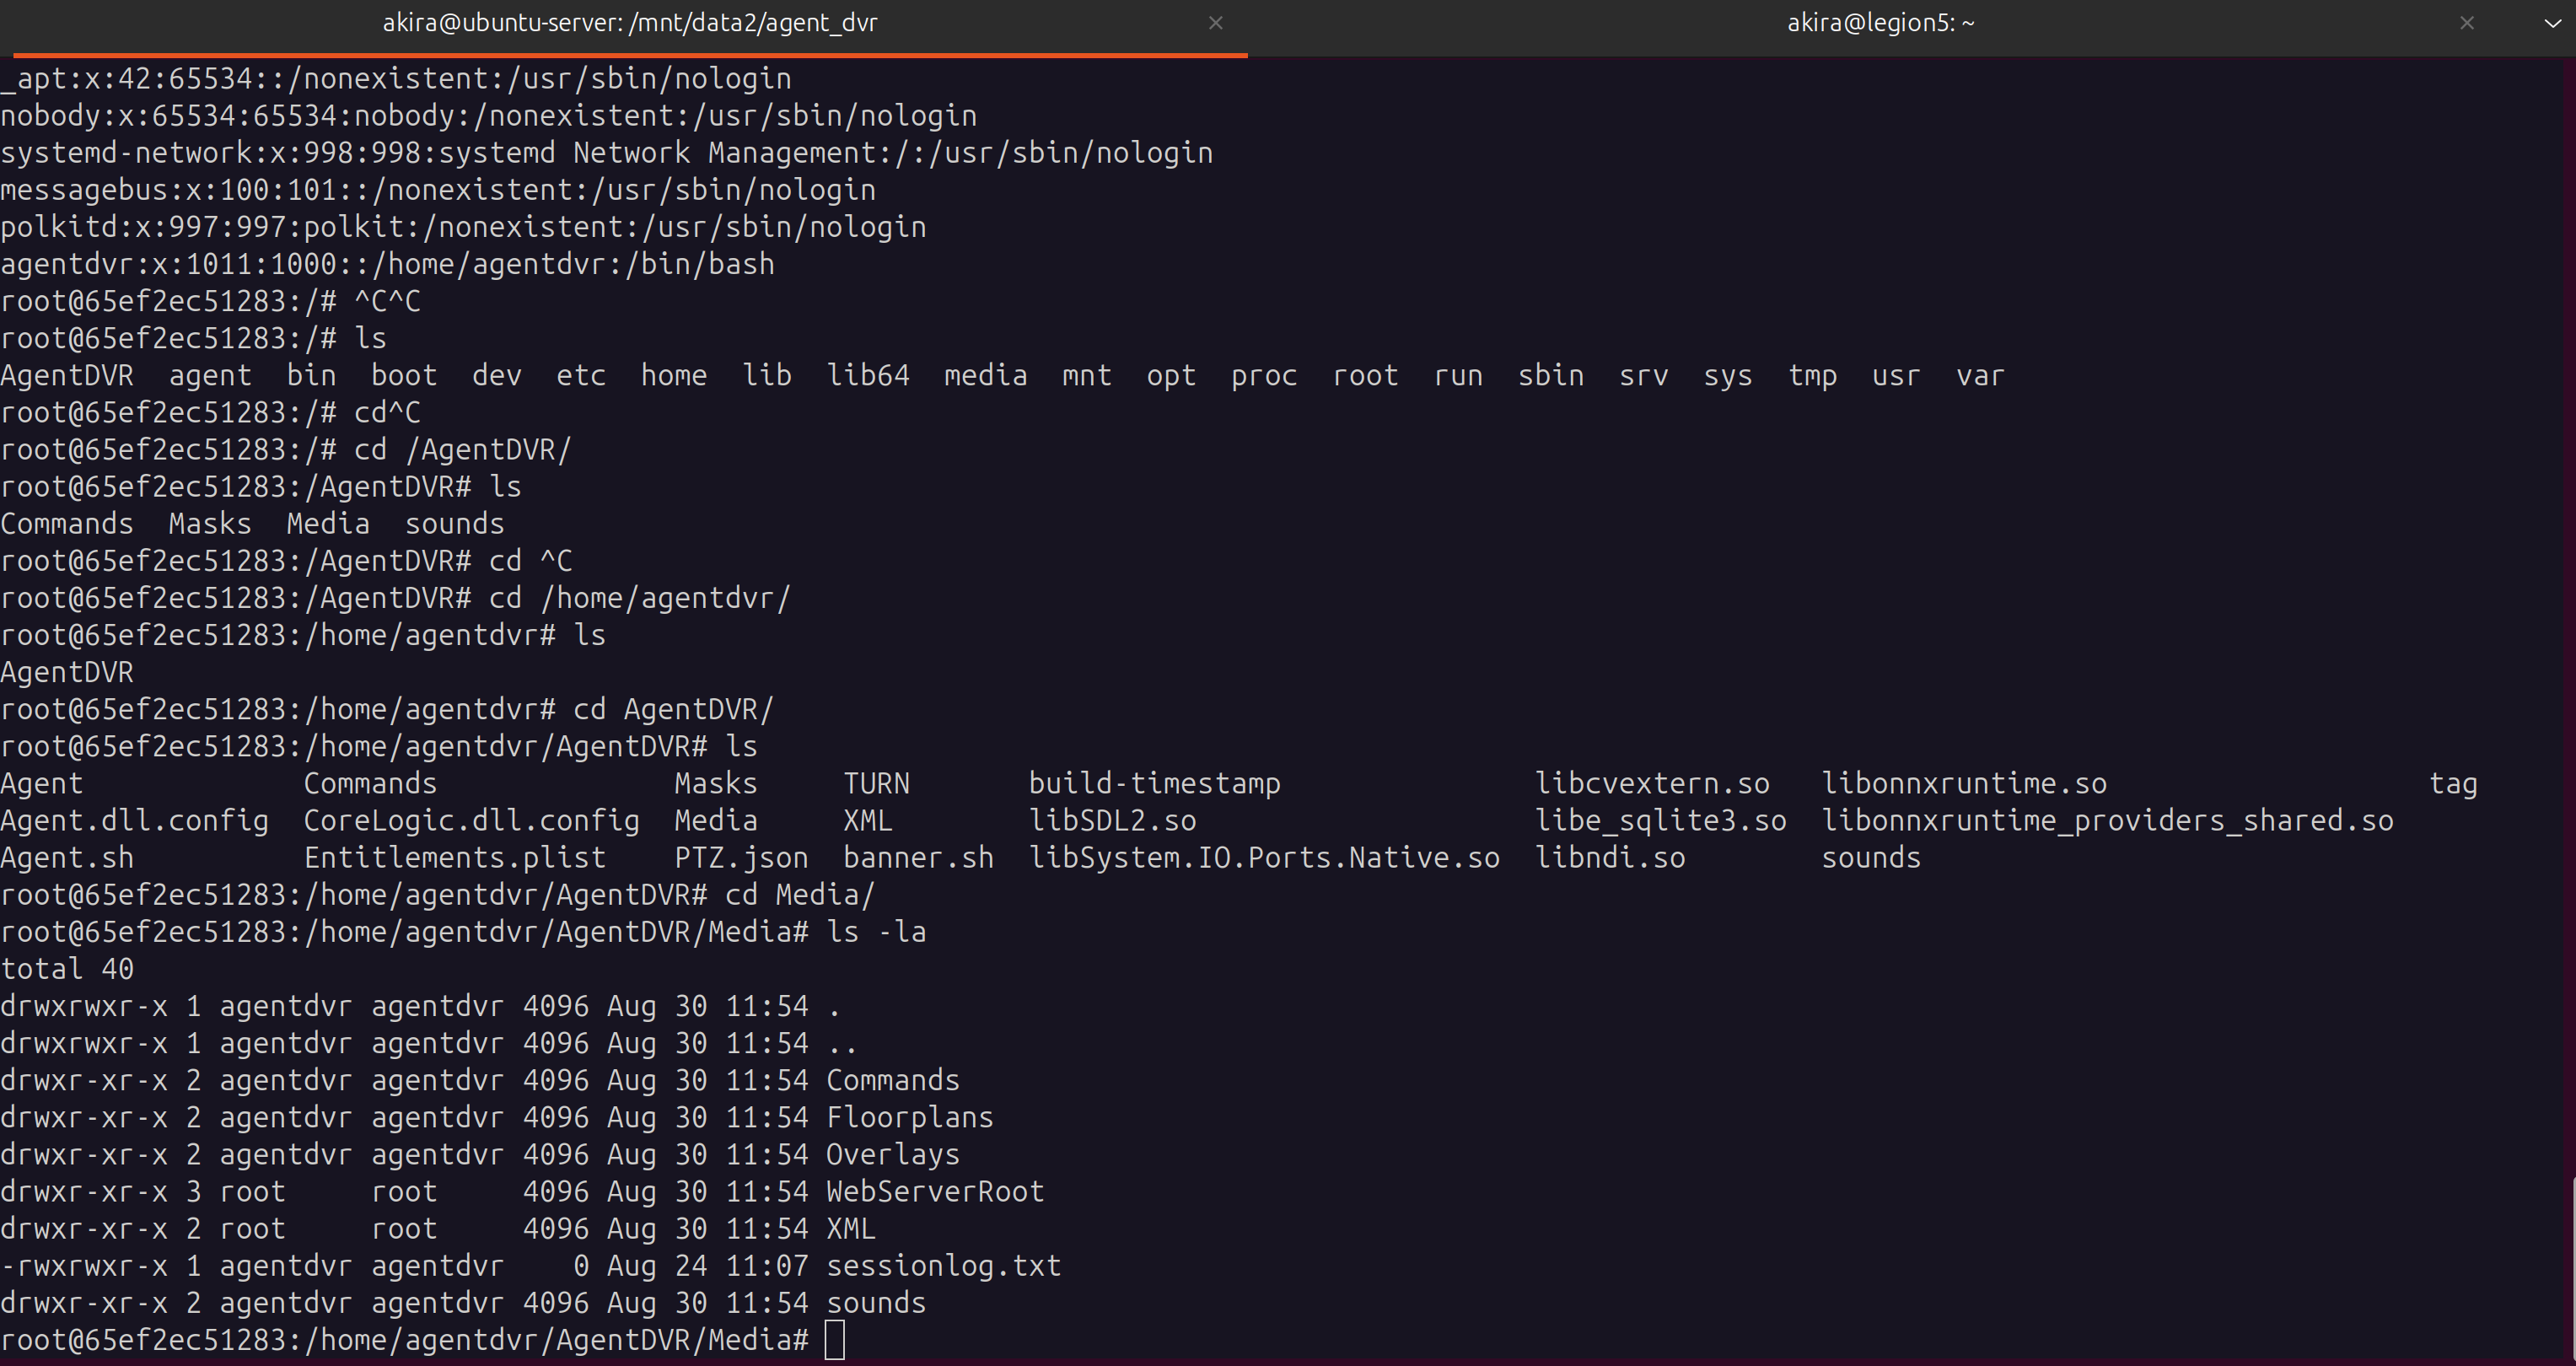 akira@ubuntu-server: /mnt/data2/agent_dvr × akira@legion5: ~ ×
_apt:x:42:65534::/nonexistent:/usr/sbin/nologin
nobody:x:65534:65534:nobody:/nonexistent:/usr/sbin/nologin
systemd-network:x:998:998:systemd Network Management:/:/usr/sbin/nologin
messagebus:x:100:101::/nonexistent:/usr/sbin/nologin
polkitd:x:997:997:polkit:/nonexistent:/usr/sbin/nologin
agentdvr:x:1011:1000::/home/agentdvr:/bin/bash
root@65ef2ec51283:/# ^C^C
root@65ef2ec51283:/# ls
AgentDVR  agent  bin  boot  dev  etc  home  lib  lib64  media  mnt  opt  proc  root  run  sbin  srv  sys  tmp  usr  var
root@65ef2ec51283:/# cd^C
root@65ef2ec51283:/# cd /AgentDVR/
root@65ef2ec51283:/AgentDVR# ls
Commands  Masks  Media  sounds
root@65ef2ec51283:/AgentDVR# cd ^C
root@65ef2ec51283:/AgentDVR# cd /home/agentdvr/
root@65ef2ec51283:/home/agentdvr# ls
AgentDVR
root@65ef2ec51283:/home/agentdvr# cd AgentDVR/
root@65ef2ec51283:/home/agentdvr/AgentDVR# ls
Agent             Commands              Masks     TURN       build-timestamp               libcvextern.so   libonnxruntime.so                   tag
Agent.dll.config  CoreLogic.dll.config  Media     XML        libSDL2.so                    libe_sqlite3.so  libonnxruntime_providers_shared.so
Agent.sh          Entitlements.plist    PTZ.json  banner.sh  libSystem.IO.Ports.Native.so  libndi.so        sounds
root@65ef2ec51283:/home/agentdvr/AgentDVR# cd Media/
root@65ef2ec51283:/home/agentdvr/AgentDVR/Media# ls -la
total 40
drwxrwxr-x 1 agentdvr agentdvr 4096 Aug 30 11:54 .
drwxrwxr-x 1 agentdvr agentdvr 4096 Aug 30 11:54 ..
drwxr-xr-x 2 agentdvr agentdvr 4096 Aug 30 11:54 Commands
drwxr-xr-x 2 agentdvr agentdvr 4096 Aug 30 11:54 Floorplans
drwxr-xr-x 2 agentdvr agentdvr 4096 Aug 30 11:54 Overlays
drwxr-xr-x 3 root     root     4096 Aug 30 11:54 WebServerRoot
drwxr-xr-x 2 root     root     4096 Aug 30 11:54 XML
-rwxrwxr-x 1 agentdvr agentdvr    0 Aug 24 11:07 sessionlog.txt
drwxr-xr-x 2 agentdvr agentdvr 4096 Aug 30 11:54 sounds
root@65ef2ec51283:/home/agentdvr/AgentDVR/Media#